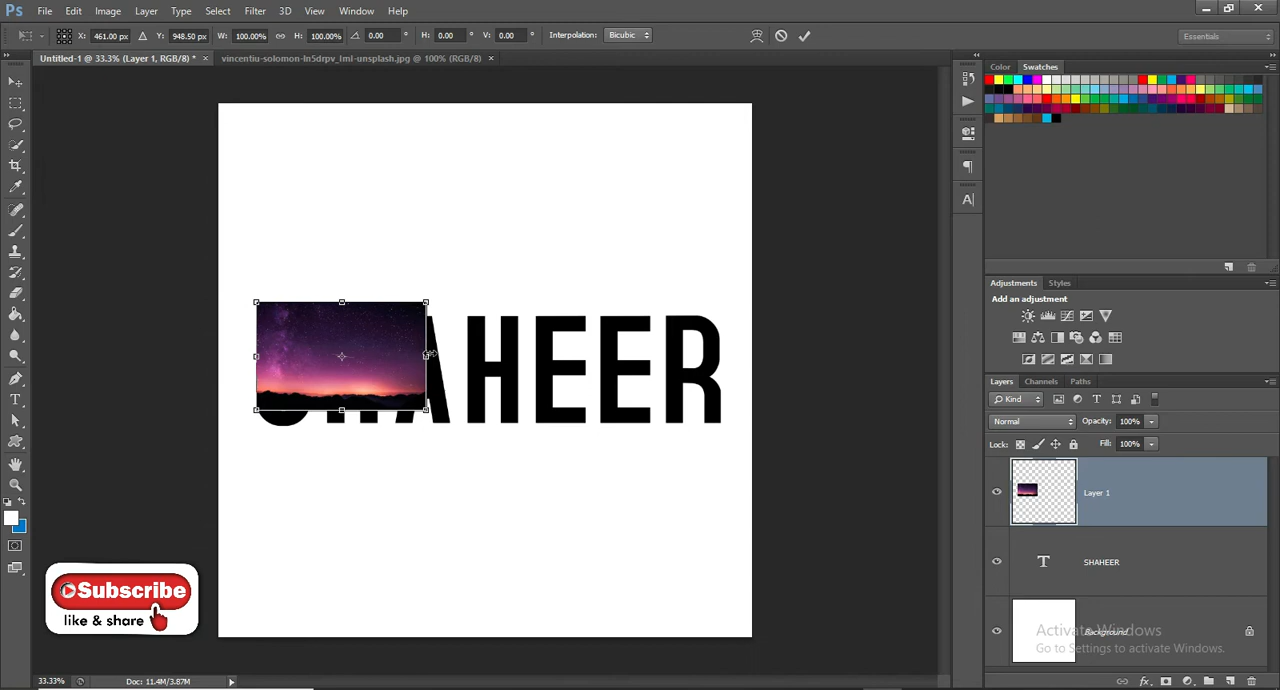 Ps File Edit Image Layer Type Select Filter 3D View Window Help
X: 461.00 px Y: 948.50 px W: 100.00% H: 100.00% 0.00 ° H: 0.00 ° V: 0.00 ° Interpolation: Bicubic Essentials
Untitled-1 @ 33.3% (Layer 1, RGB/8) * × vincentiu-solomon-ln5drpv_ImI-unsplash.jpg @ 100% (RGB/8) ×
Color Swatches
Adjustments Styles
Add an adjustment
SHAHEER
Layers Channels Paths
Kind
Normal Opacity: 100%
Lock: Fill: 100%
Layer 1
T SHAHEER
Background
Activate Windows
Go to Settings to activate Windows.
Subscribe
like & share
33.33% Doc: 11.4M/3.87M